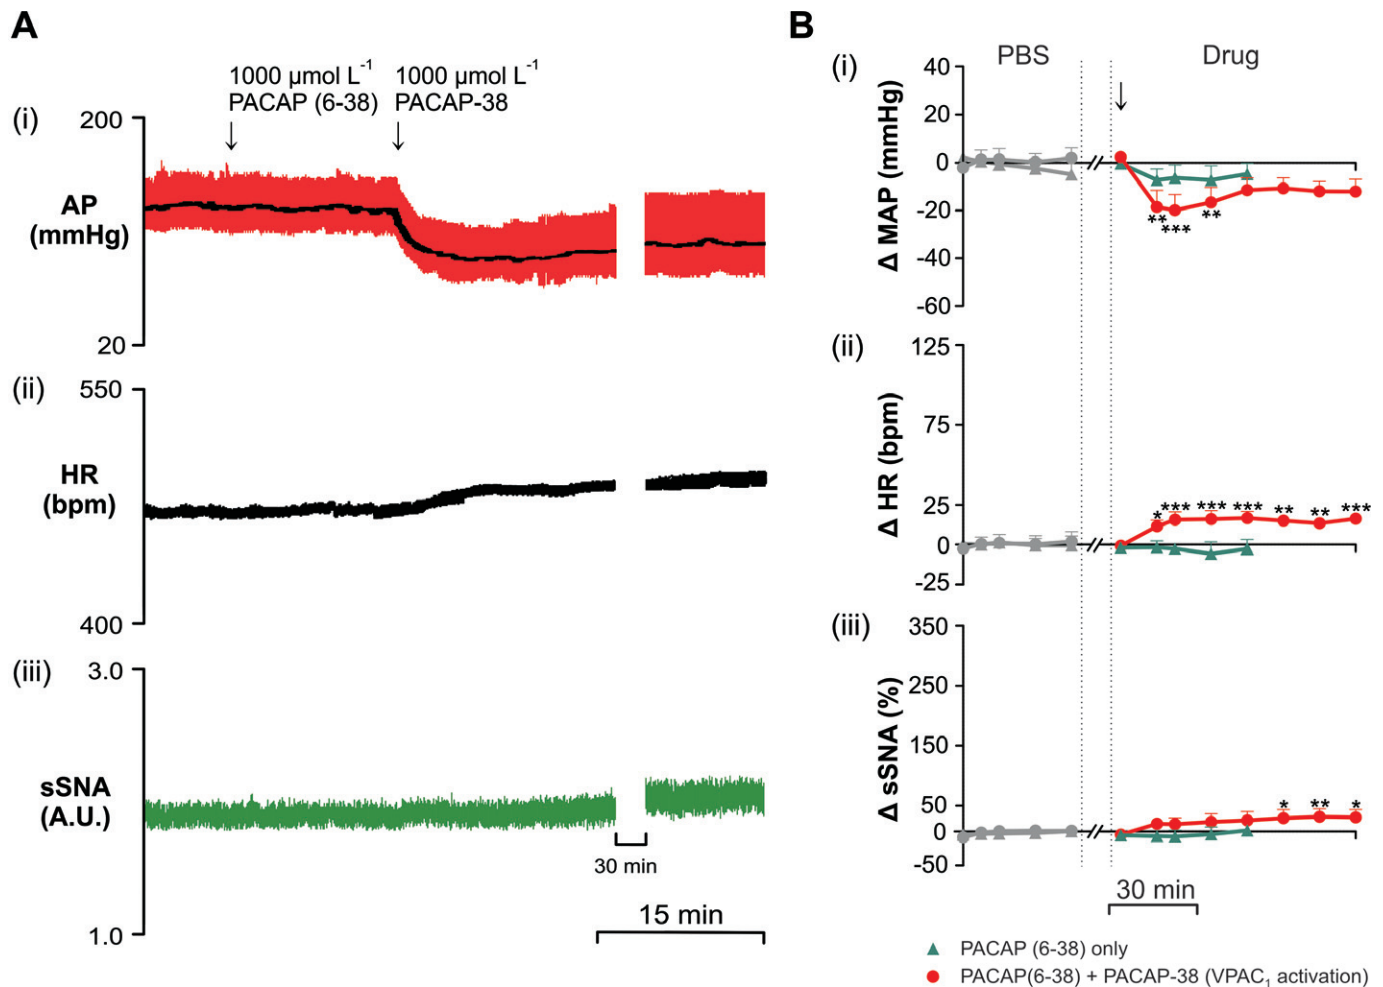 A
1000 µmol L⁻¹
PACAP (6-38)
1000 µmol L⁻¹
PACAP-38
(i)
200
AP
(mmHg)
20
(ii)
550
HR
(bpm)
400
(iii)
3.0
sSNA
(A.U.)
1.0
30 min
15 min
B
PBS
Drug
(i)
Δ MAP (mmHg)
40
20
0
-20
-40
-60
**
***
**
(ii)
Δ HR (bpm)
125
75
25
0
-25
*
***
***
***
**
**
***
(iii)
Δ sSNA (%)
350
250
150
50
0
-50
*
**
*
30 min
PACAP (6-38) only
PACAP(6-38) + PACAP-38 (VPAC₁ activation)